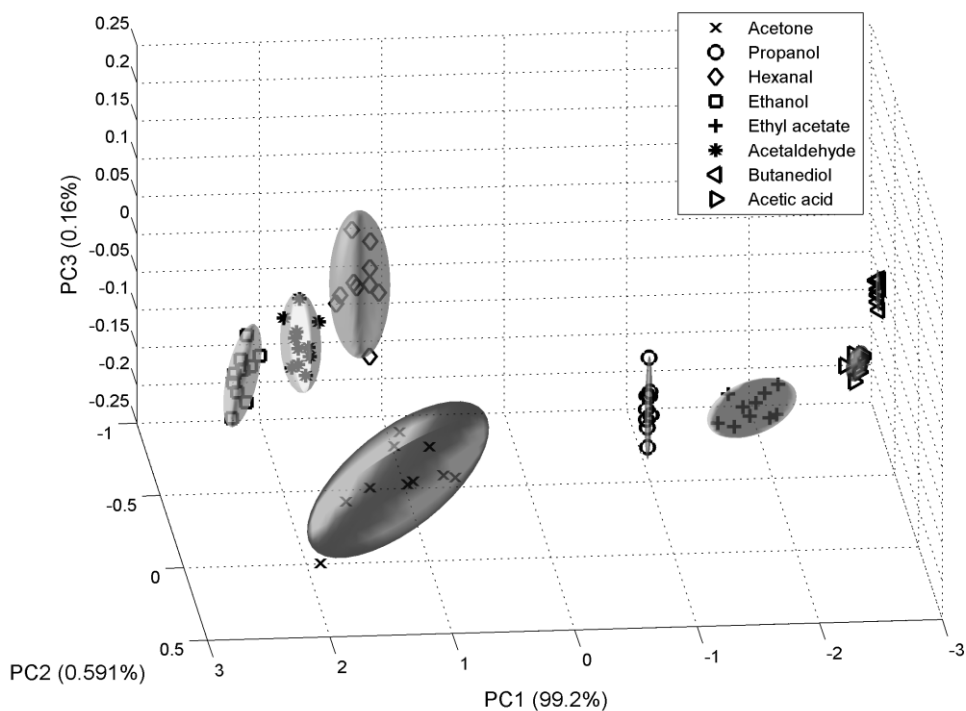 0.25
0.2
0.15
0.1
0.05
0
-0.05
-0.1
-0.15
-0.2
-0.25
PC3 (0.16%)
Acetone
Propanol
Hexanal
Ethanol
Ethyl acetate
Acetaldehyde
Butanediol
Acetic acid
-1
-0.5
0
0.5
PC2 (0.591%)
3
2
1
0
-1
-2
-3
PC1 (99.2%)